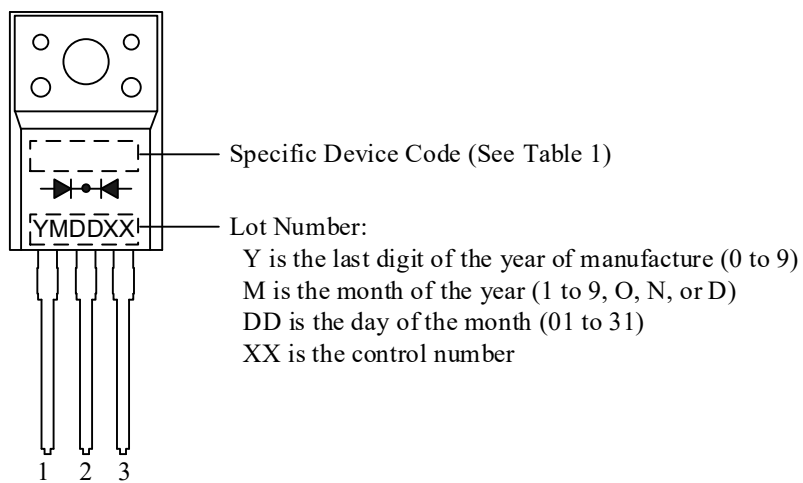 Specific Device Code (See Table 1)
YMDDXX
Lot Number:
Y is the last digit of the year of manufacture (0 to 9)
M is the month of the year (1 to 9, O, N, or D)
DD is the day of the month (01 to 31)
XX is the control number
1 2 3